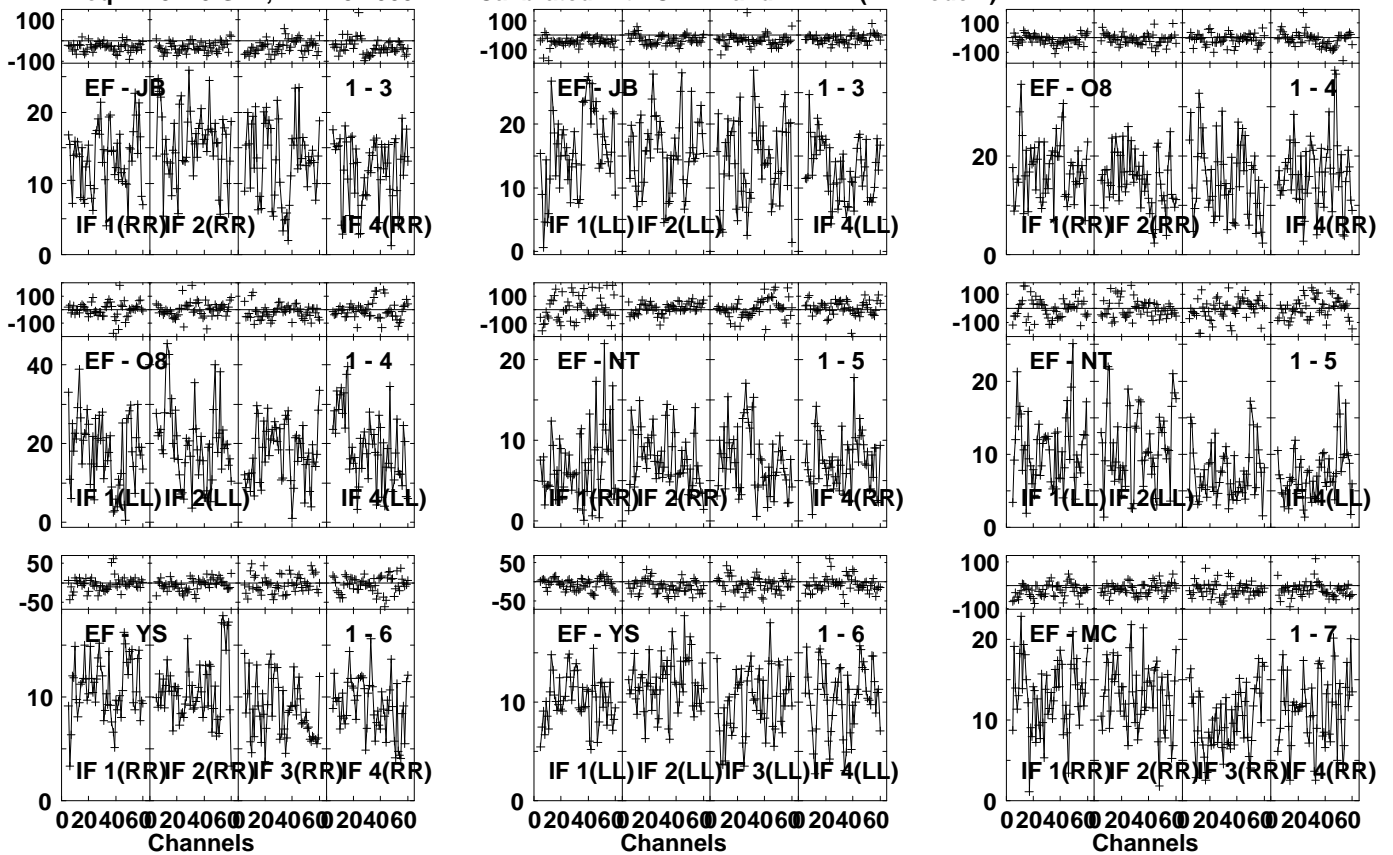 100
-100
EF - JB
1 - 3
20
10
0
IF 1(RR)
IF 2(RR)
IF 4(RR)
100
-100
EF - JB
1 - 3
20
10
0
IF 1(LL)
IF 2(LL)
IF 4(LL)
100
-100
EF - O8
1 - 4
20
0
IF 1(RR)
IF 2(RR)
IF 4(RR)
100
-100
EF - O8
1 - 4
40
20
0
IF 1(LL)
IF 2(LL)
IF 4(LL)
100
-100
EF - NT
1 - 5
20
10
0
IF 1(RR)
IF 2(RR)
IF 4(RR)
100
-100
EF - NT
1 - 5
20
10
0
IF 1(LL)
IF 2(LL)
IF 4(LL)
50
-50
EF - YS
1 - 6
10
0
IF 1(RR)
IF 2(RR)
IF 3(RR)
IF 4(RR)
0 20 40 60 0 20 40 60 0 20 40 60 0 20 40 60
Channels
50
-50
EF - YS
1 - 6
10
0
IF 1(LL)
IF 2(LL)
IF 3(LL)
IF 4(LL)
0 20 40 60 0 20 40 60 0 20 40 60 0 20 40 60
Channels
100
-100
EF - MC
1 - 7
20
10
0
IF 1(RR)
IF 2(RR)
IF 3(RR)
IF 4(RR)
0 20 40 60 0 20 40 60 0 20 40 60 0 20 40 60
Channels